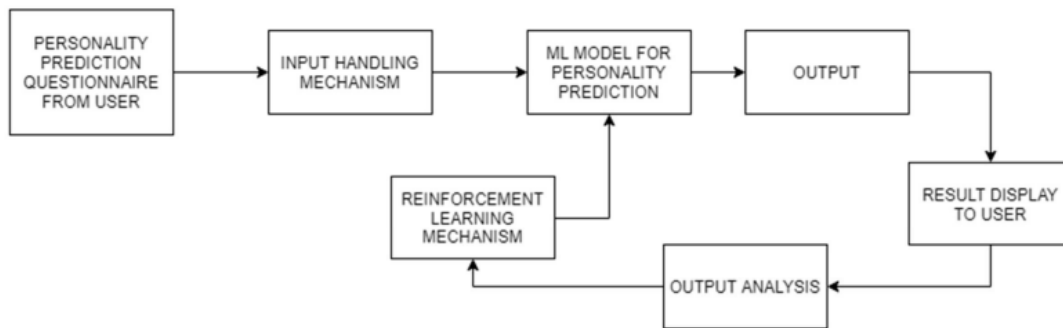 PERSONALITY
PREDICTION
QUESTIONNAIRE
FROM USER
INPUT HANDLING
MECHANISM
ML MODEL FOR
PERSONALITY
PREDICTION
OUTPUT
RESULT DISPLAY
TO USER
OUTPUT ANALYSIS
REINFORCEMENT
LEARNING
MECHANISM